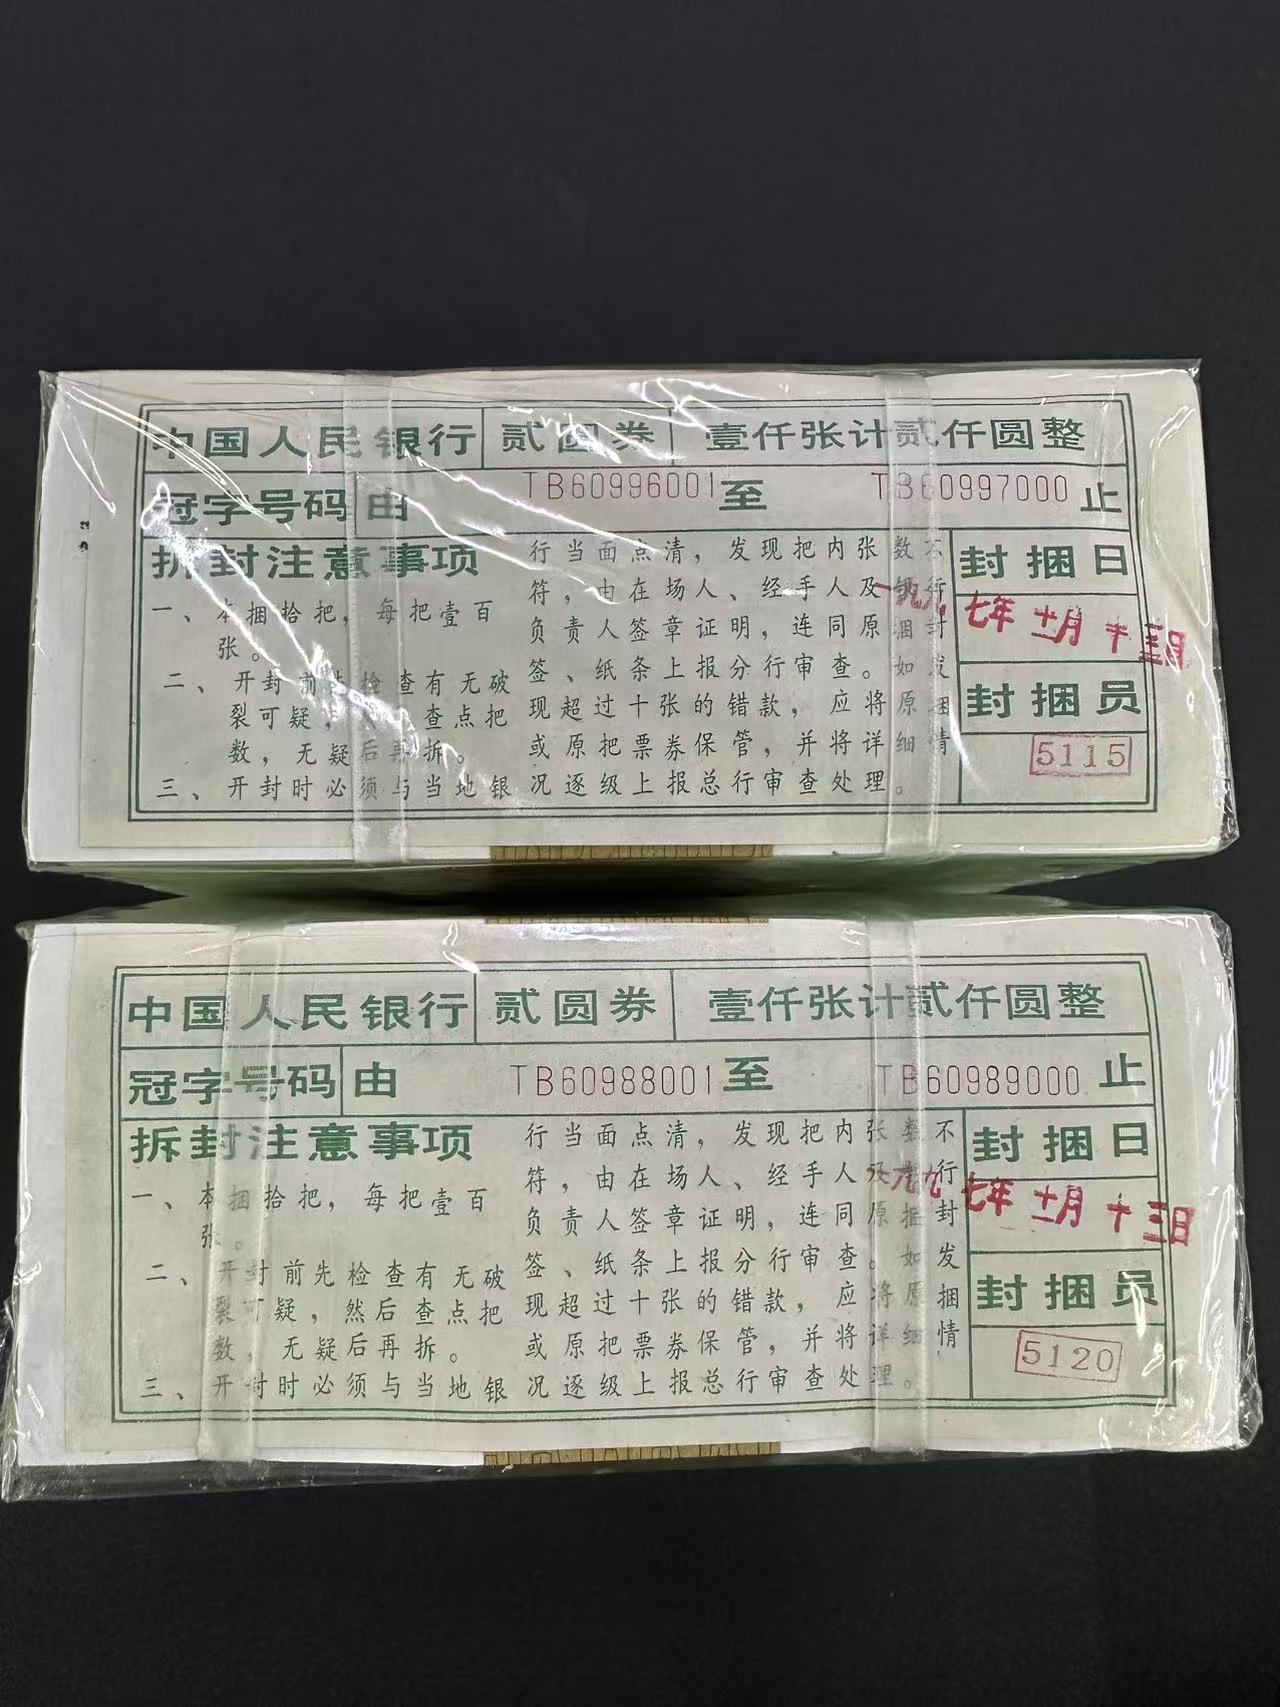 中国人民银行 贰圆券 壹仟张计贰仟圆整
冠字号码 由 TB60996001 至 TB60997000 止
拆封注意事项
一、本捆拾把，每把壹百
张。
二、开封前先检查有无破
裂可疑，然后查点把
数，无疑后再拆。
三、开封时必须与当地银
行当面点清，发现把内张数不
符，由在场人、经手人及银行
负责人签章证明，连同原捆封
签、纸条上报分行审查。如发
现超过十张的错款，应将原捆
或原把票券保管，并将详细情
况逐级上报总行审查处理。
封捆日
一九九七年十一月十三日
封捆员
5115
中国人民银行 贰圆券 壹仟张计贰仟圆整
冠字号码 由 TB60988001 至 TB60989000 止
拆封注意事项
一、本捆拾把，每把壹百
张。
二、开封前先检查有无破
裂可疑，然后查点把
数，无疑后再拆。
三、开封时必须与当地银
行当面点清，发现把内张数不
符，由在场人、经手人及行
负责人签章证明，连同原捆封
签、纸条上报分行审查。如发
现超过十张的错款，应将原捆
或原把票券保管，并将详细情
况逐级上报总行审查处理。
封捆日
一九九七年十一月十三日
封捆员
5120